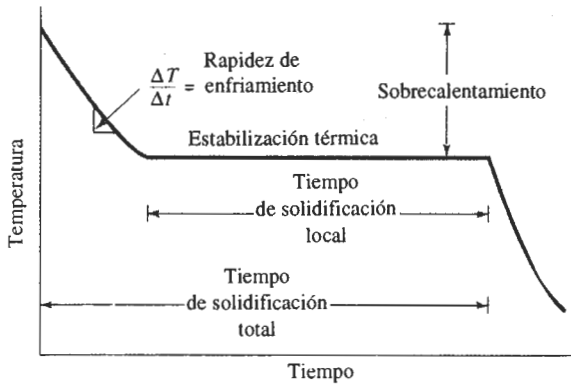 Temperatura
ΔT/Δt =
Rapidez de
enfriamiento
Sobrecalentamiento
Estabilización térmica
Tiempo
de solidificación
local
Tiempo
de solidificación
total
Tiempo